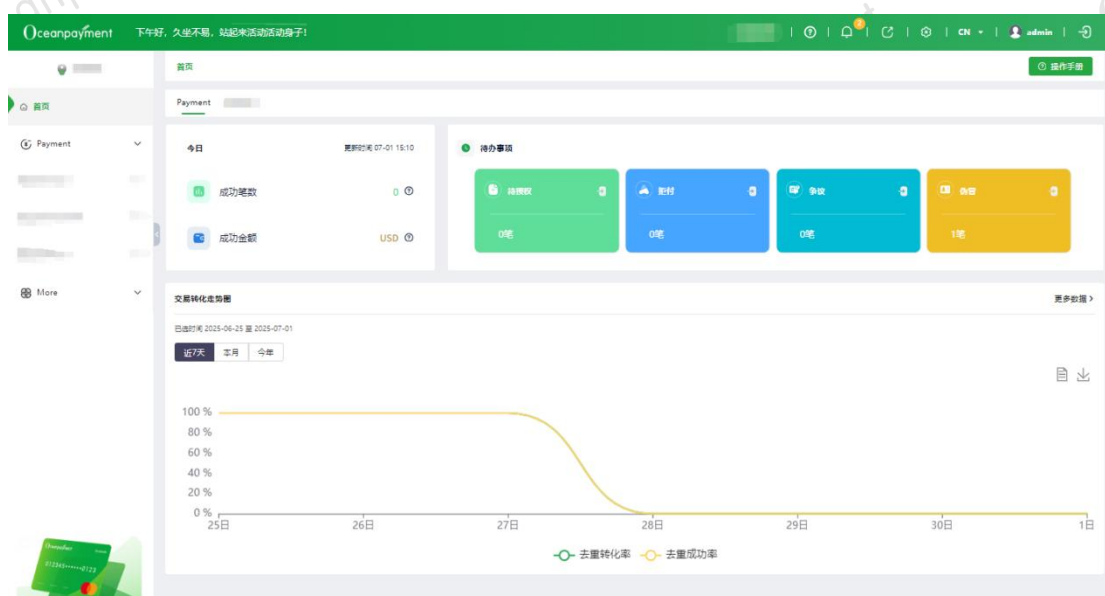 Oceanpayment 下午好，久坐不易，站起来活动活动身子！ 2 CN admin
首页 操作手册
首页
Payment
Payment
今日 更新时间 07-01 15:10
待办事项
成功笔数 0
待授权 拒付 争议
0笔 0笔 0笔 1笔
成功金额 USD
More
交易转化走势图 更多数据 >
已选时间 2025-06-25 至 2025-07-01
近7天 本月 今年
100 %
80 %
60 %
40 %
20 %
0 %
25日 26日 27日 28日 29日 30日 1日
去重转化率 去重成功率
Oceanpayment